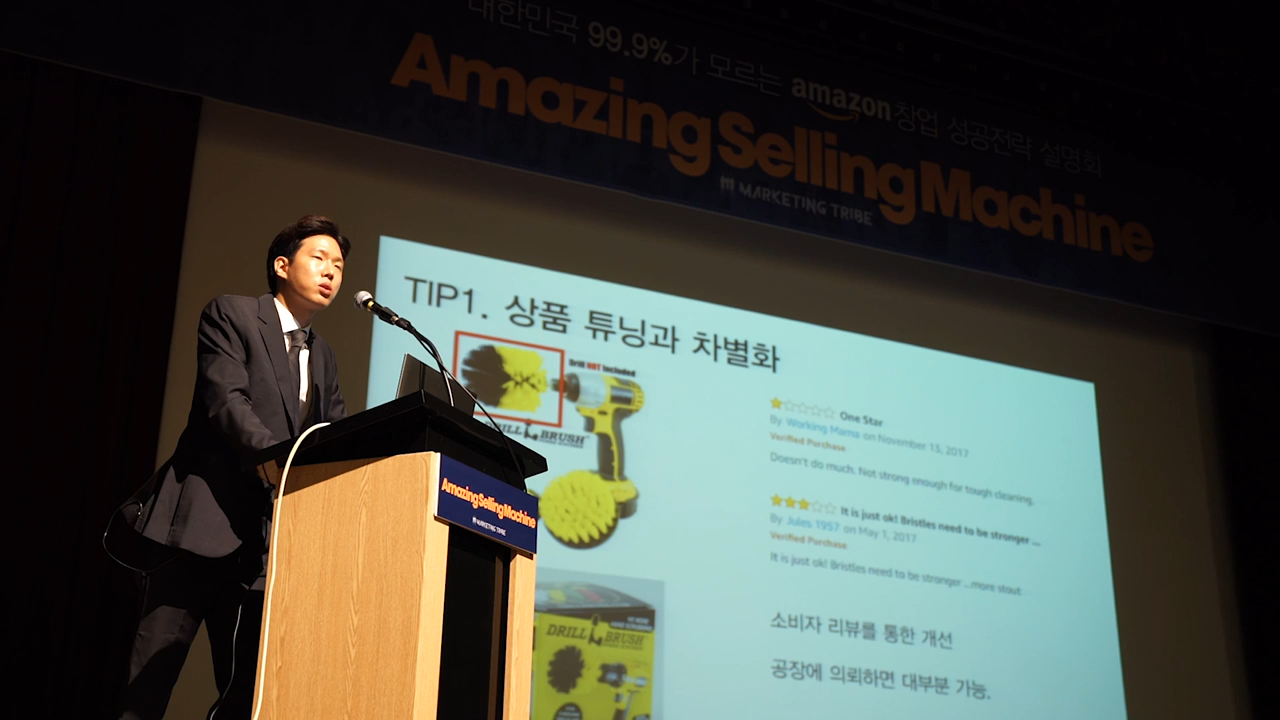 대한민국 99.9%가 모르는 amazon 창업 성공전략 설명회
Amazing Selling Machine
MARKETING TRIBE
TIP1. 상품 튜닝과 차별화
Drill NOT Included
DRILL BRUSH
One Star
By Working Mama on November 13, 2017
Verified Purchase
Doesn't do much. Not strong enough for tough cleaning.
It is just ok! Bristles need to be stronger ...
By Jules 1957 on May 1, 2017
Verified Purchase
It is just ok! Bristles need to be stronger ...more stout
소비자 리뷰를 통한 개선
공장에 의뢰하면 대부분 가능.
Amazing Selling Machine
MARKETING TRIBE
DRILL BRUSH